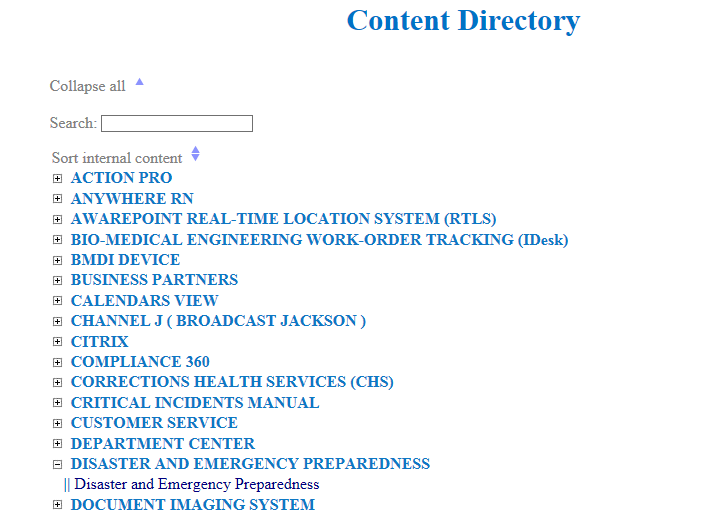 Content Directory
Collapse all
Search:
Sort internal content
ACTION PRO
ANYWHERE RN
AWAREPOINT REAL-TIME LOCATION SYSTEM (RTLS)
BIO-MEDICAL ENGINEERING WORK-ORDER TRACKING (IDesk)
BMDI DEVICE
BUSINESS PARTNERS
CALENDARS VIEW
CHANNEL J ( BROADCAST JACKSON )
CITRIX
COMPLIANCE 360
CORRECTIONS HEALTH SERVICES (CHS)
CRITICAL INCIDENTS MANUAL
CUSTOMER SERVICE
DEPARTMENT CENTER
DISASTER AND EMERGENCY PREPAREDNESS
|| Disaster and Emergency Preparedness
DOCUMENT IMAGING SYSTEM